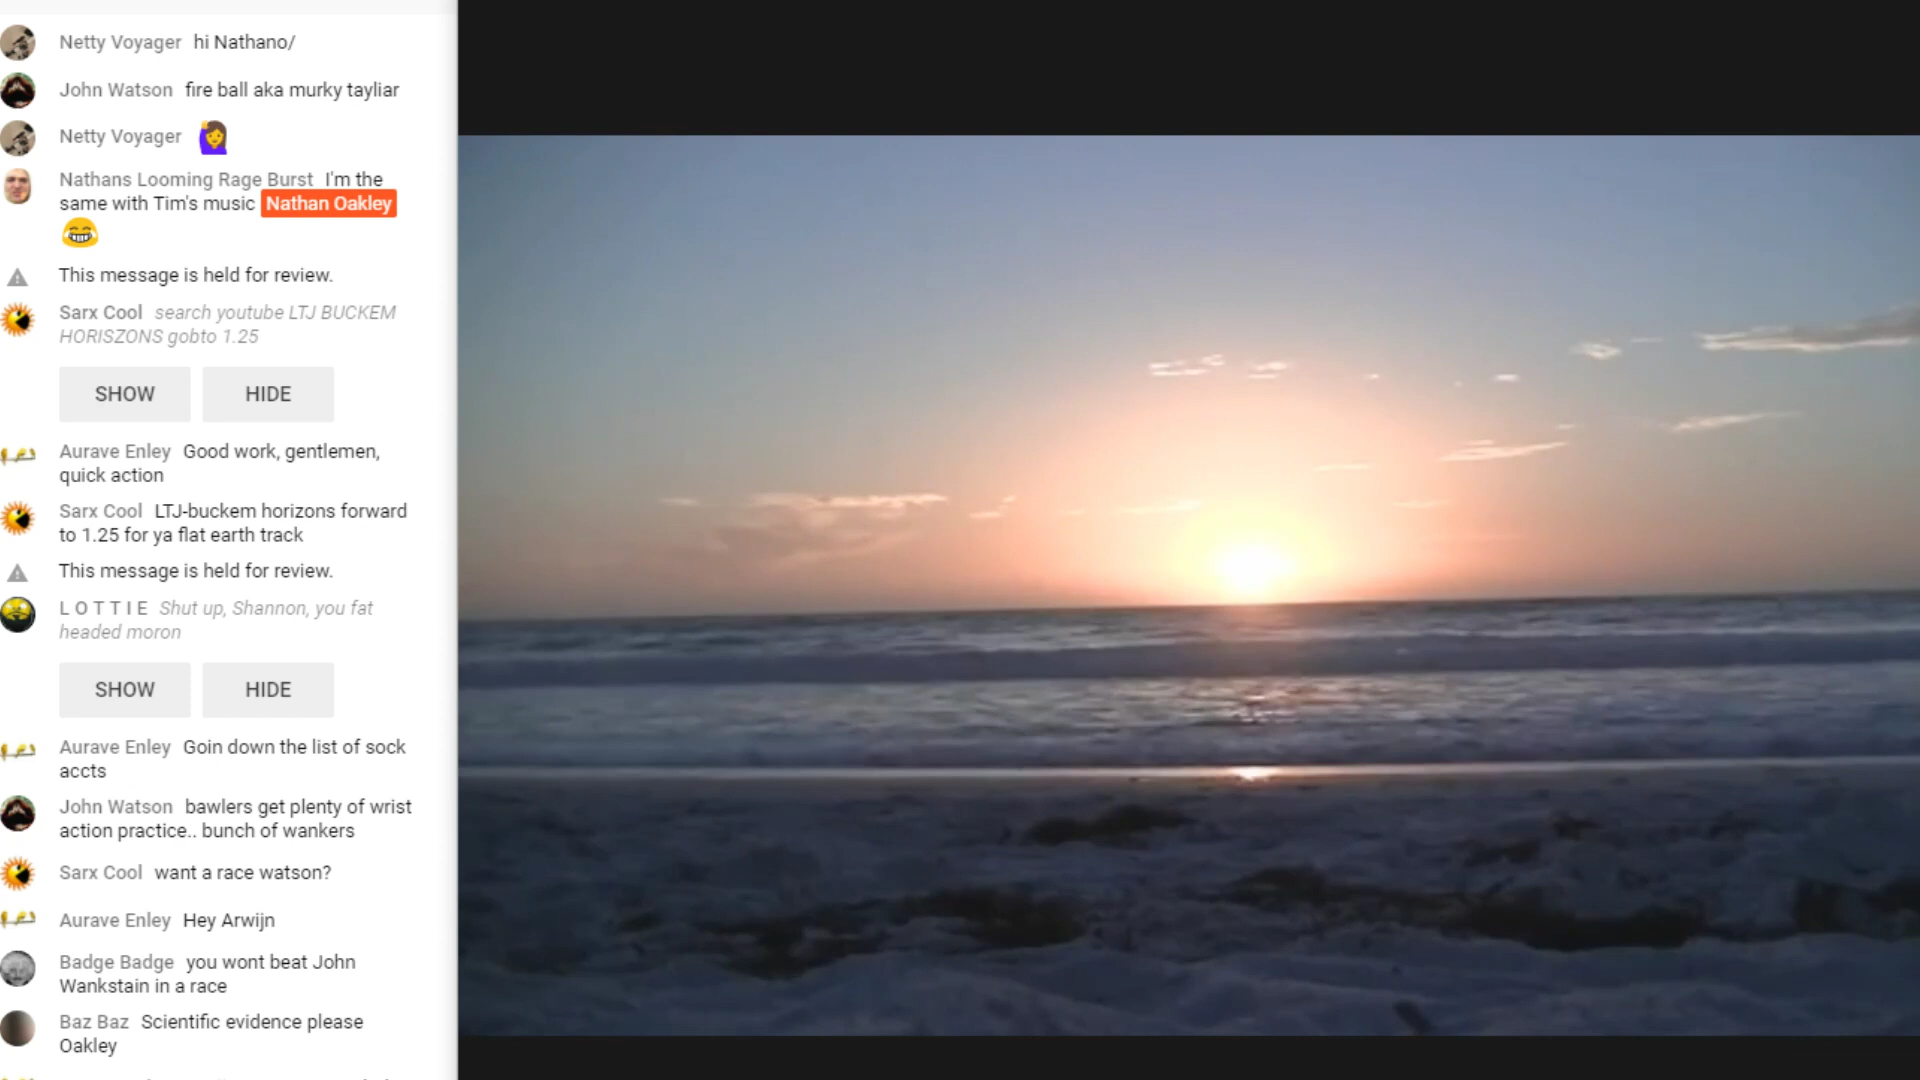 Netty Voyager hi Nathano/
John Watson fire ball aka murky tayliar
Netty Voyager
Nathans Looming Rage Burst I'm the
same with Tim's music Nathan Oakley
This message is held for review.
Sarx Cool search youtube LTJ BUCKEM
HORISZONS gobto 1.25
SHOW HIDE
Aurave Enley Good work, gentlemen,
quick action
Sarx Cool LTJ-buckem horizons forward
to 1.25 for ya flat earth track
This message is held for review.
L O T T I E Shut up, Shannon, you fat
headed moron
SHOW HIDE
Aurave Enley Goin down the list of sock
accts
John Watson bawlers get plenty of wrist
action practice.. bunch of wankers
Sarx Cool want a race watson?
Aurave Enley Hey Arwijn
Badge Badge you wont beat John
Wankstain in a race
Baz Baz Scientific evidence please
Oakley